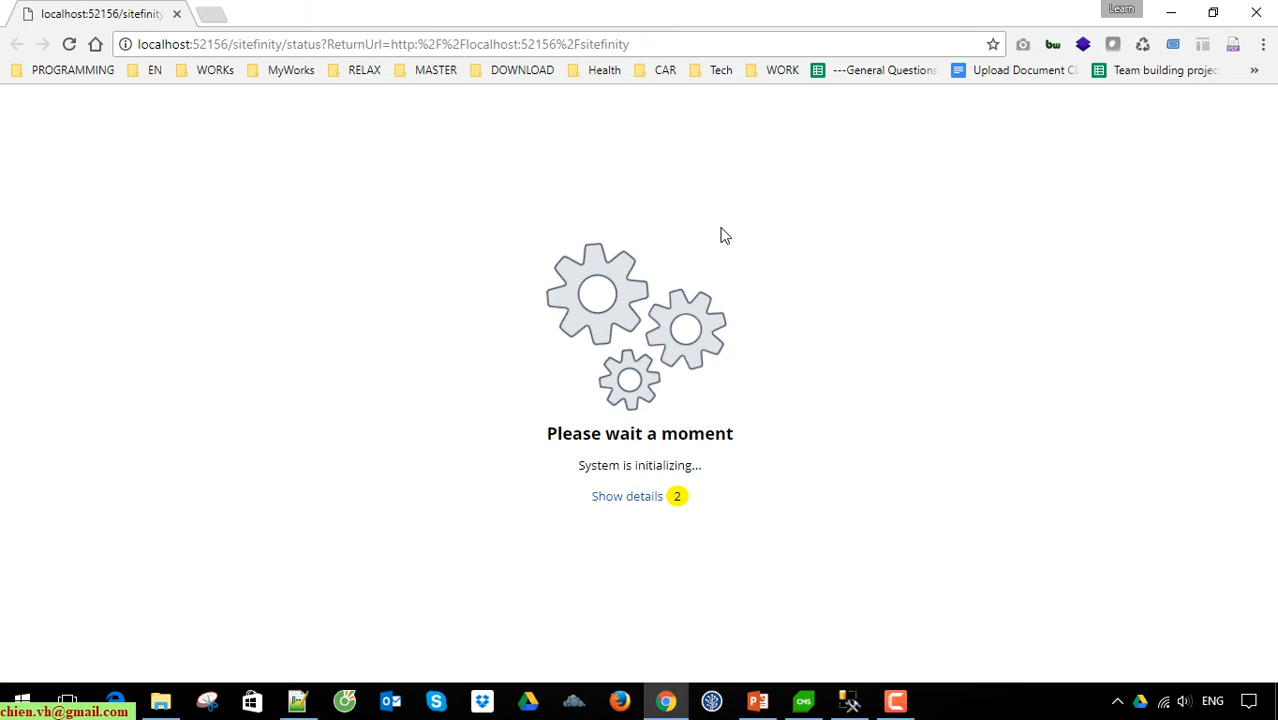 localhost:52156/sitefinity
Learn
localhost:52156/sitefinity/status?ReturnUrl=http:%2F%2Flocalhost:52156%2Fsitefinity
PROGRAMMING EN WORKs MyWorks RELAX MASTER DOWNLOAD Health CAR Tech WORK ---General Questions Upload Document Team building projec »
Please wait a moment
System is initializing...
Show details 2
ENG
chien.vh@gmail.com